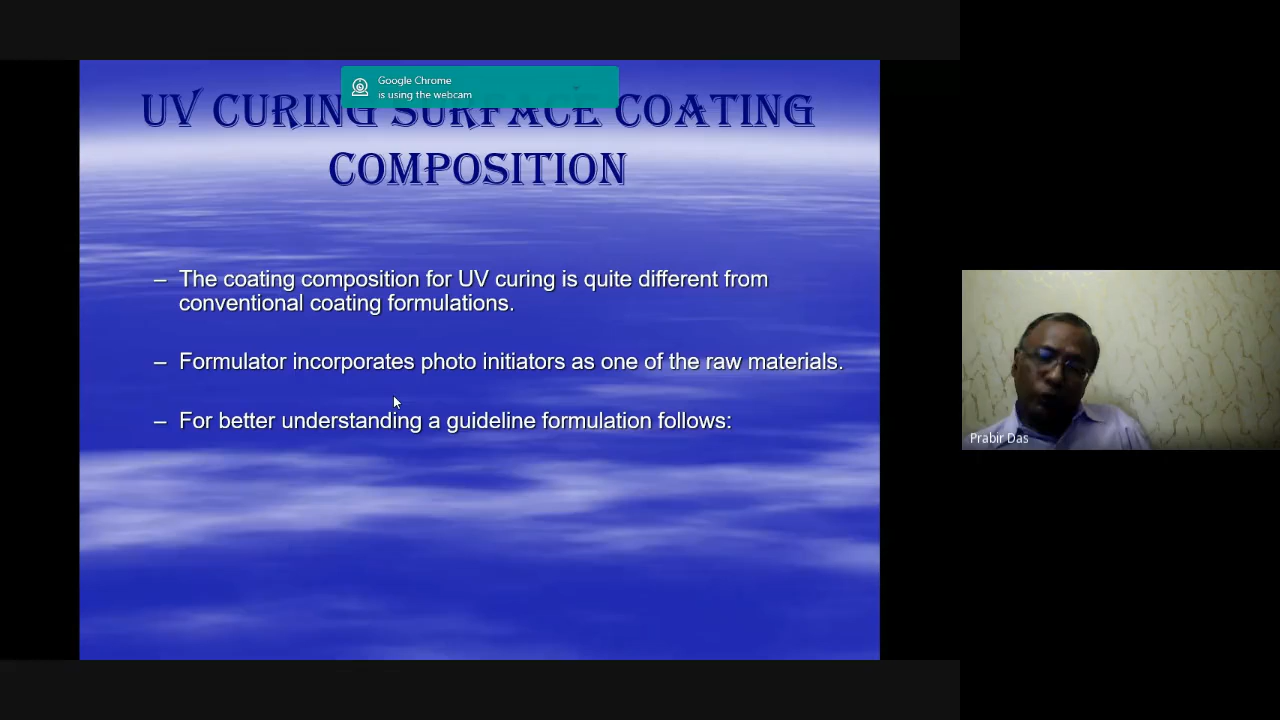 Google Chrome
is using the webcam
UV CURING SURFACE COATING
COMPOSITION
– The coating composition for UV curing is quite different from
conventional coating formulations.
– Formulator incorporates photo initiators as one of the raw materials.
– For better understanding a guideline formulation follows:
Prabir Das